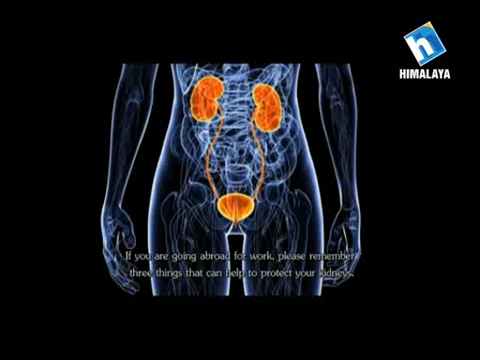 HIMALAYA
If you are going abroad for work, please remember
three things that can help to protect your kidneys.